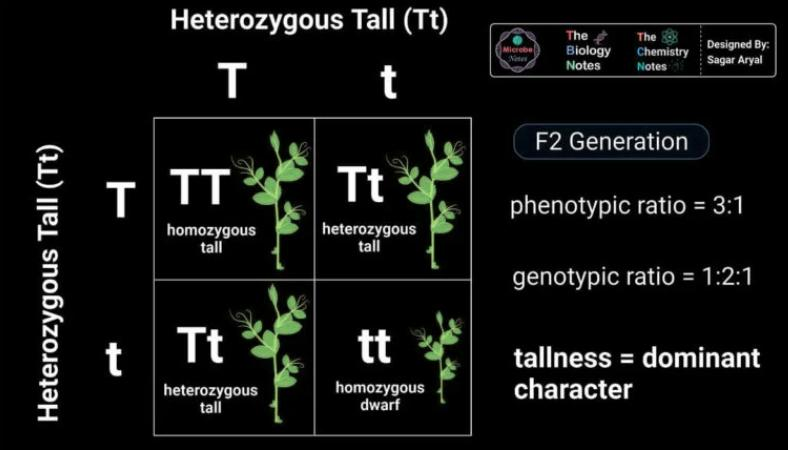 Heterozygous Tall (Tt)
Microbe
Notes
The
Biology
Notes
The
Chemistry
Notes
Designed By:
Sagar Aryal
T
t
Heterozygous Tall (Tt)
T
TT
homozygous
tall
Tt
heterozygous
tall
t
Tt
heterozygous
tall
tt
homozygous
dwarf
F2 Generation
phenotypic ratio = 3:1
genotypic ratio = 1:2:1
tallness = dominant
character